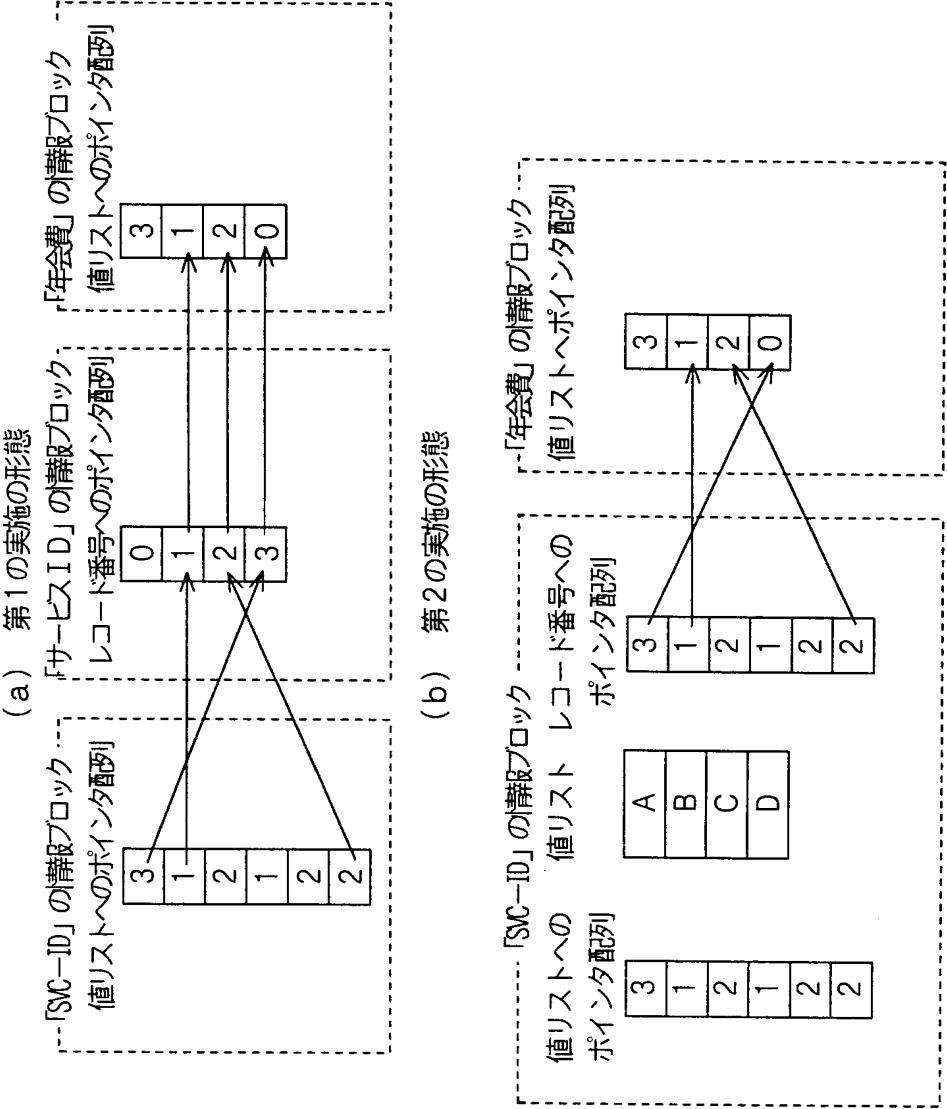 (a) 第1の実施の形態
「SVC-ID」の情報ブロック
値リストへのポインタ配列
3
1
2
1
2
2
「サービスID」の情報ブロック
レコード番号へのポインタ配列
0
1
2
3
「年会費」の情報ブロック
値リストへのポインタ配列
3
1
2
0
(b) 第2の実施の形態
「SVC-ID」の情報ブロック
値リストへの
ポインタ配列
3
1
2
1
2
2
値リスト
A
B
C
D
レコード番号への
ポインタ配列
3
1
2
1
2
2
「年会費」の情報ブロック
値リストへポインタ配列
3
1
2
0